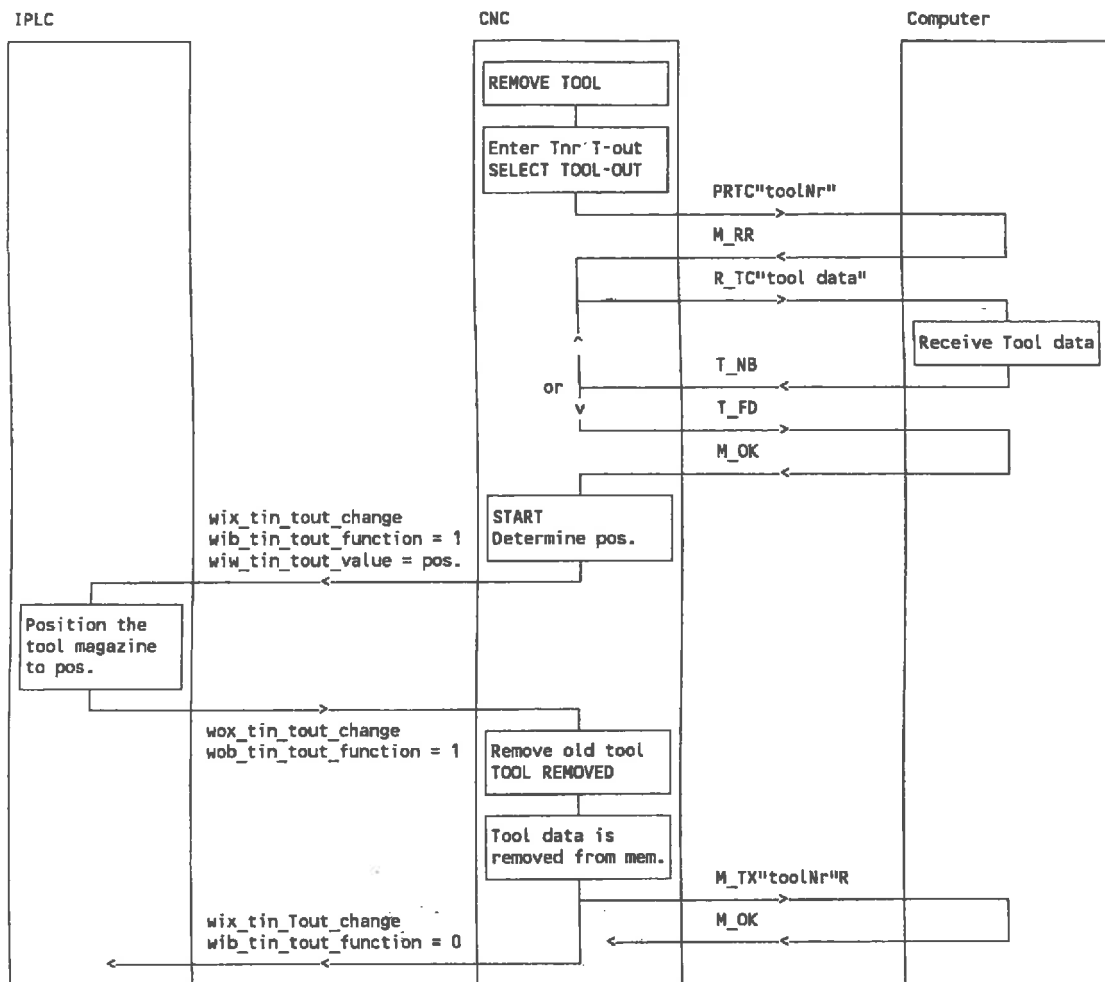 IPLC
CNC
Computer
REMOVE TOOL
Enter Tnr T-out
SELECT TOOL-OUT
PRTC"toolNr"
>
M_RR
<
R_TC"tool data"
>
Receive Tool data
^
T_NB
<
or
v
T_FD
>
M_OK
<
wix_tin_tout_change
wib_tin_tout_function = 1
wiw_tin_tout_value = pos.
<
START
Determine pos.
Position the
tool magazine
to pos.
>
wox_tin_tout_change
wob_tin_tout_function = 1
Remove old tool
TOOL REMOVED
Tool data is
removed from mem.
M_TX"toolNr"R
>
M_OK
<
<
wix_tin_Tout_change
wib_tin_tout_function = 0
<
<